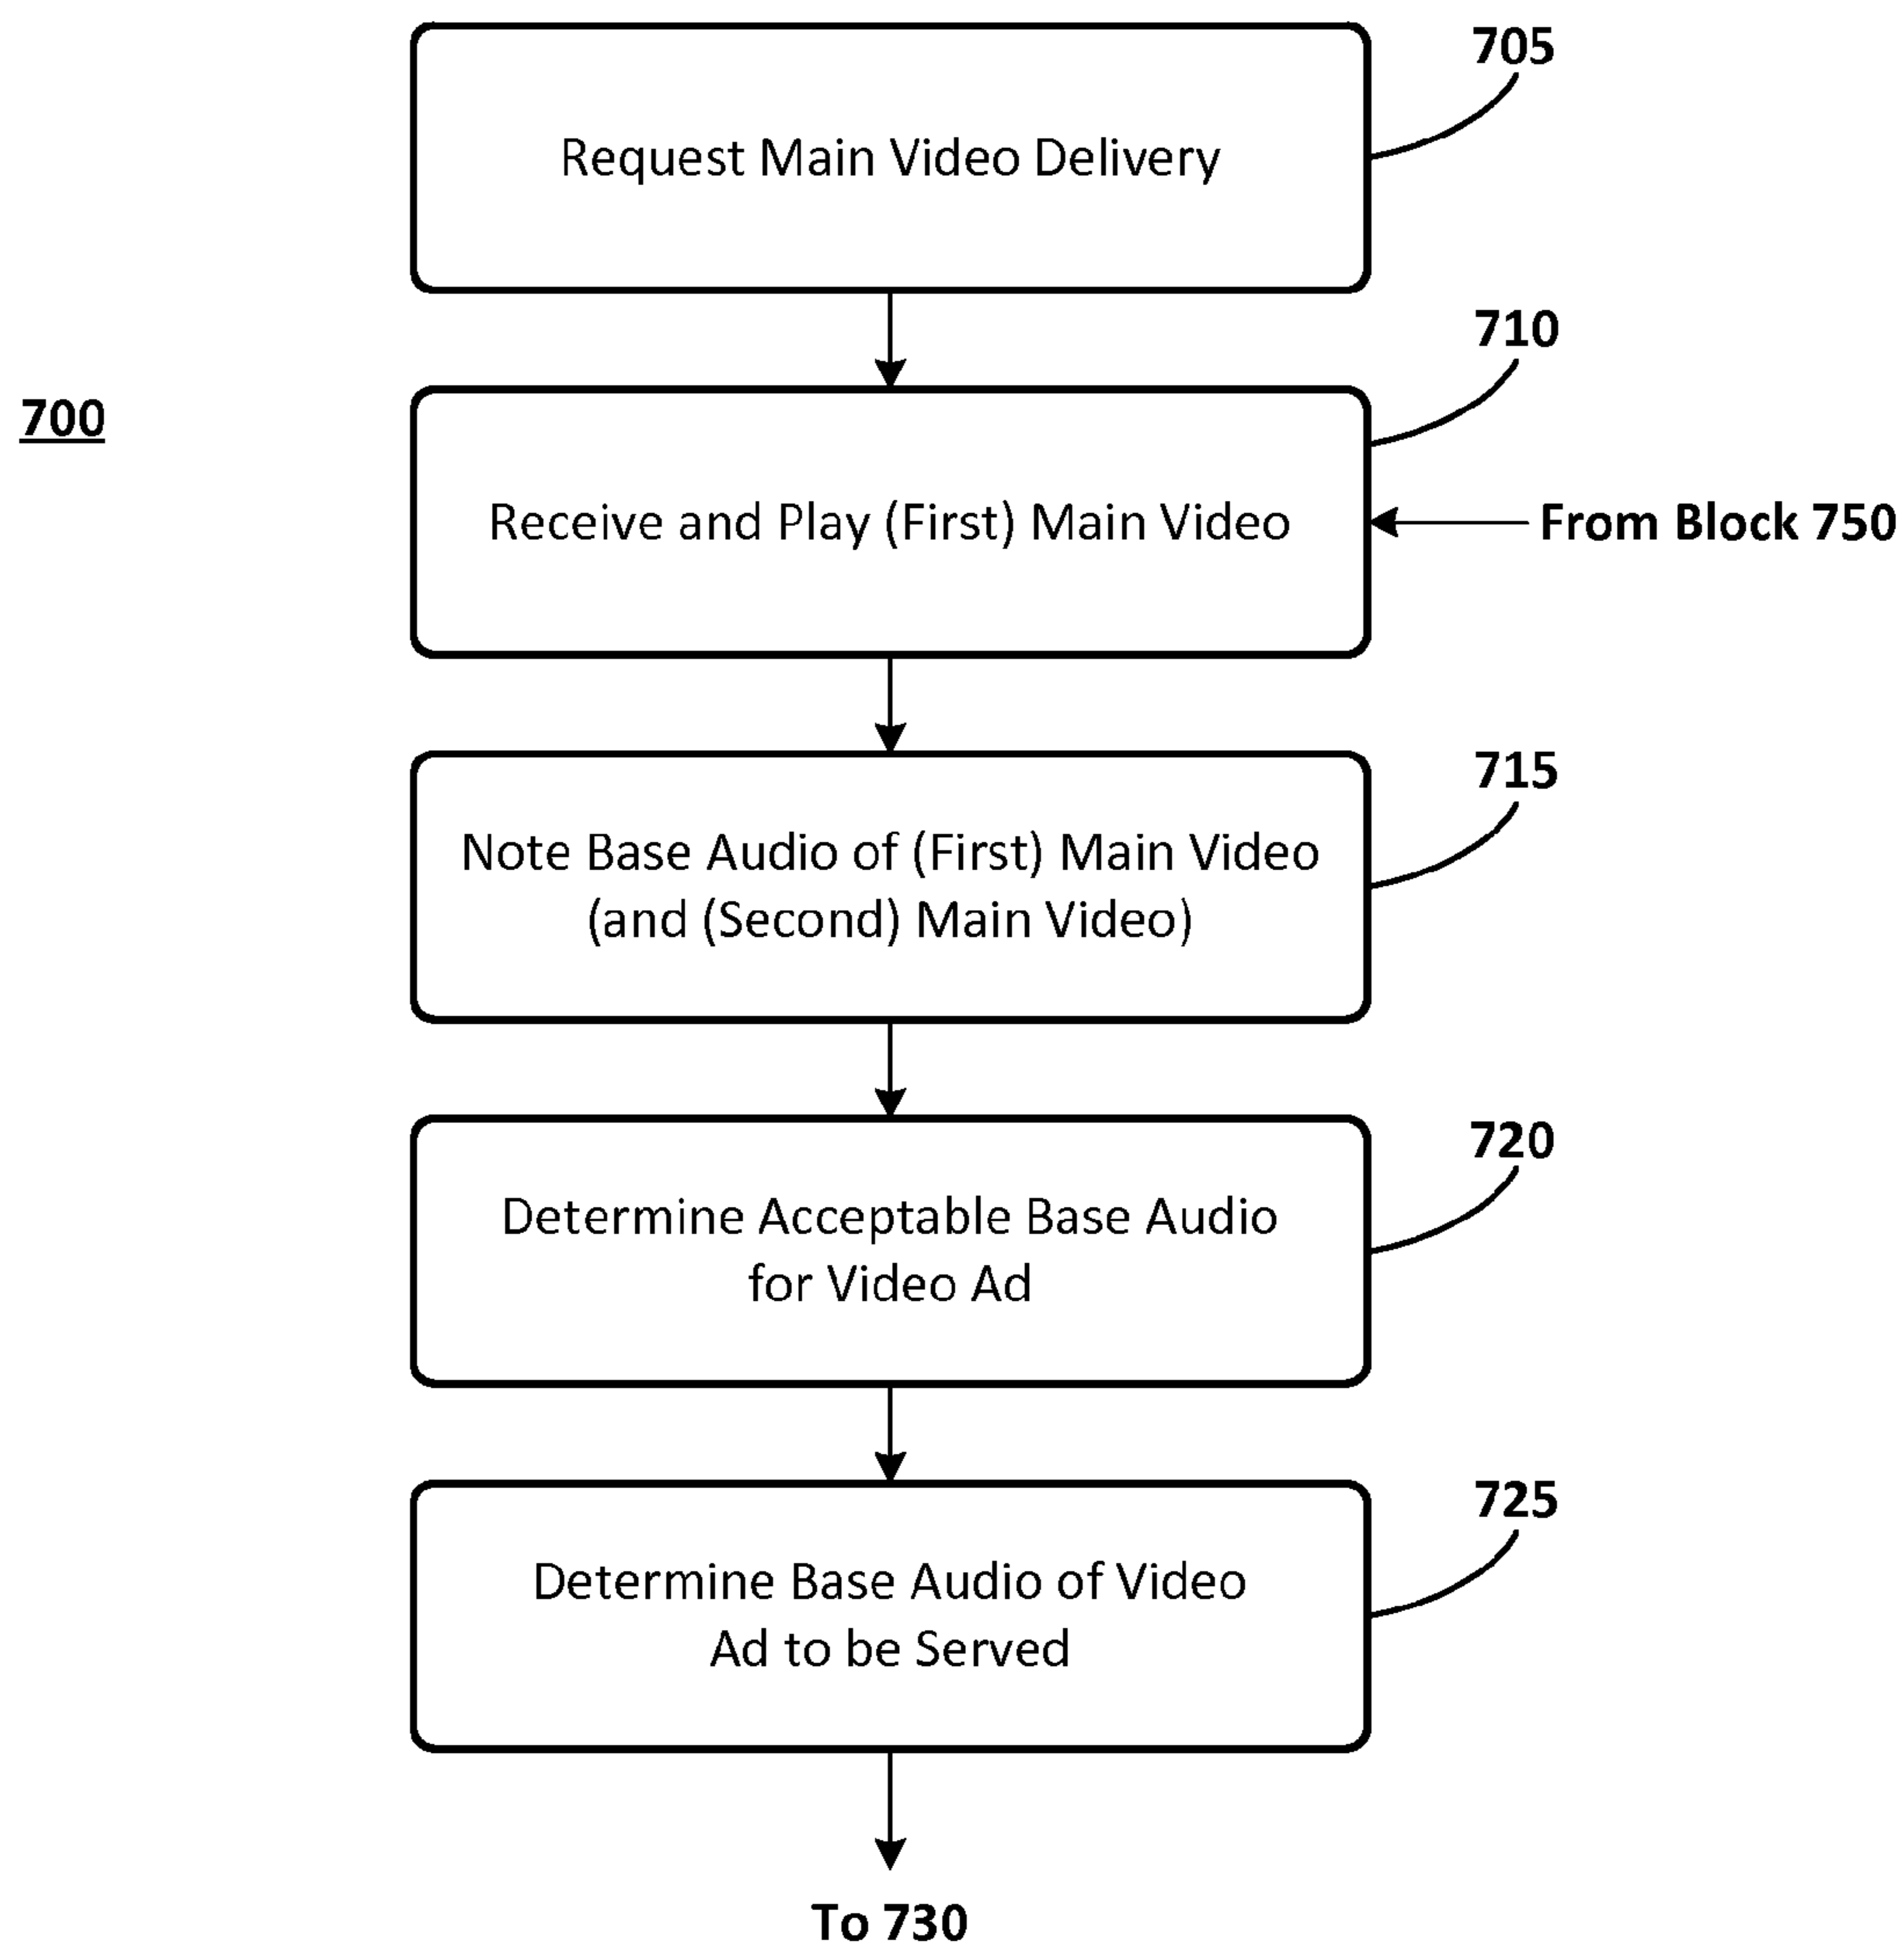 705
Request Main Video Delivery
710
700
Receive and Play (First) Main Video
From Block 750
715
Note Base Audio of (First) Main Video
(and (Second) Main Video)
720
Determine Acceptable Base Audio
for Video Ad
725
Determine Base Audio of Video
Ad to be Served
To 730